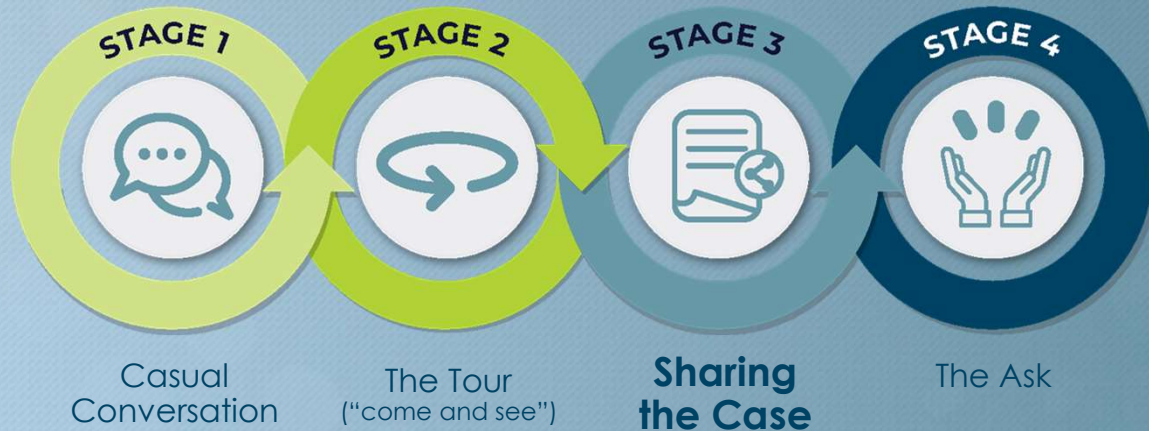 STAGE 1
STAGE 2
STAGE 3
STAGE 4
Casual
Conversation
The Tour
(“come and see”)
Sharing
the Case
The Ask